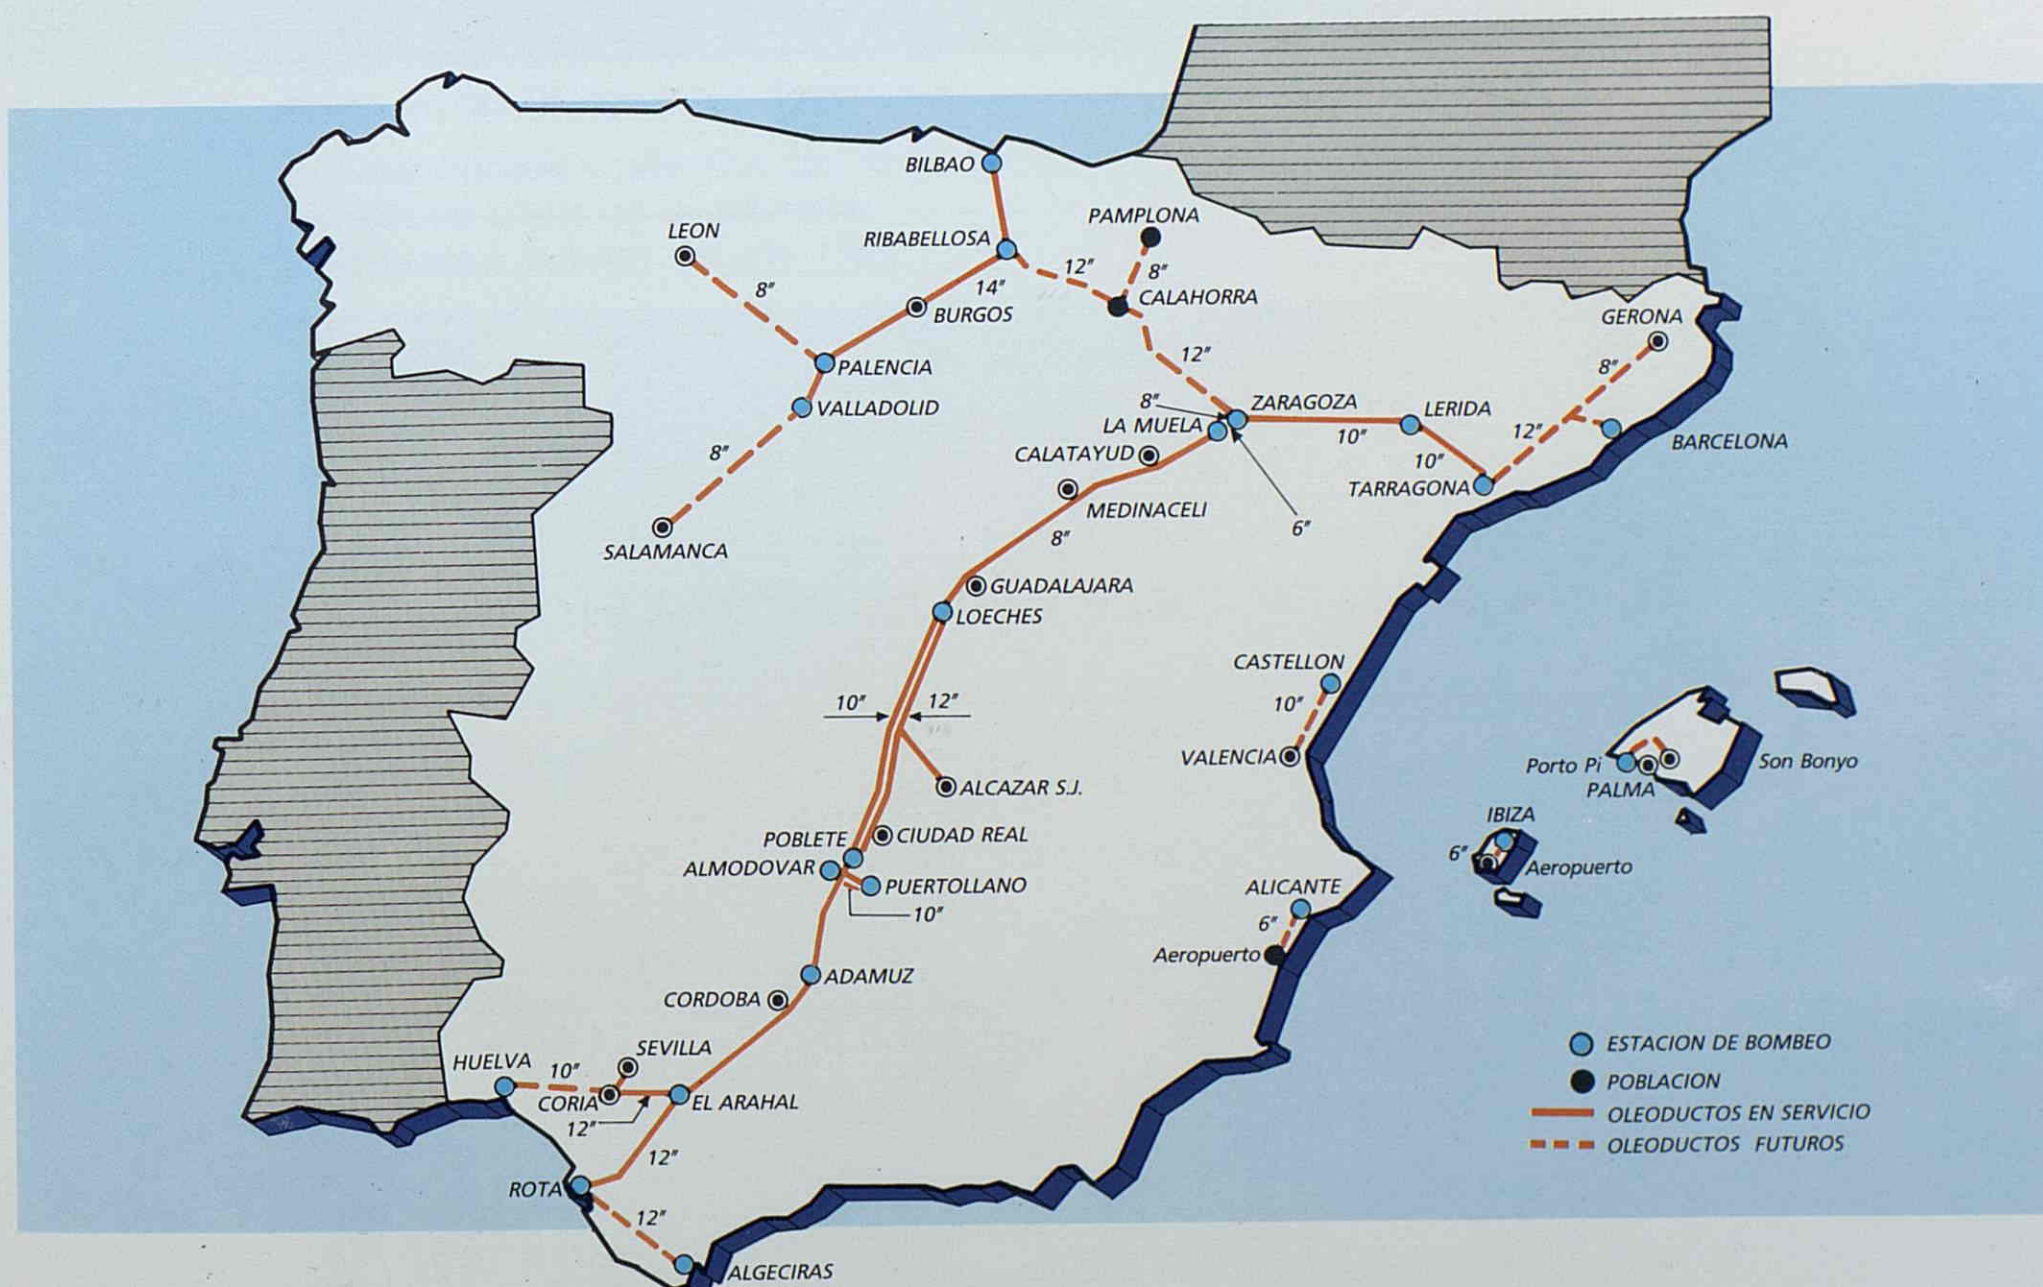 BILBAO
PAMPLONA
LEON
RIBABELLOSA
12"
8"
8"
14"
CALAHORRA
BURGOS
GERONA
12"
PALENCIA
8"
8"
ZARAGOZA
LERIDA
VALLADOLID
LA MUELA
12"
10"
BARCELONA
8"
CALATAYUD
10"
TARRAGONA
MEDINACELI
6"
8"
SALAMANCA
GUADALAJARA
LOECHES
CASTELLON
10"
12"
10"
VALENCIA
Porto Pi
Son Bonyo
ALCAZAR S.J.
PALMA
IBIZA
POBLETE
CIUDAD REAL
6"
ALMODOVAR
Aeropuerto
PUERTOLLANO
ALICANTE
10"
6"
Aeropuerto
ADAMUZ
CORDOBA
ESTACION DE BOMBEO
SEVILLA
HUELVA
10"
POBLACION
CORIA
EL ARAHAL
OLEODUCTOS EN SERVICIO
12"
OLEODUCTOS FUTUROS
12"
ROTA
12"
ALGECIRAS